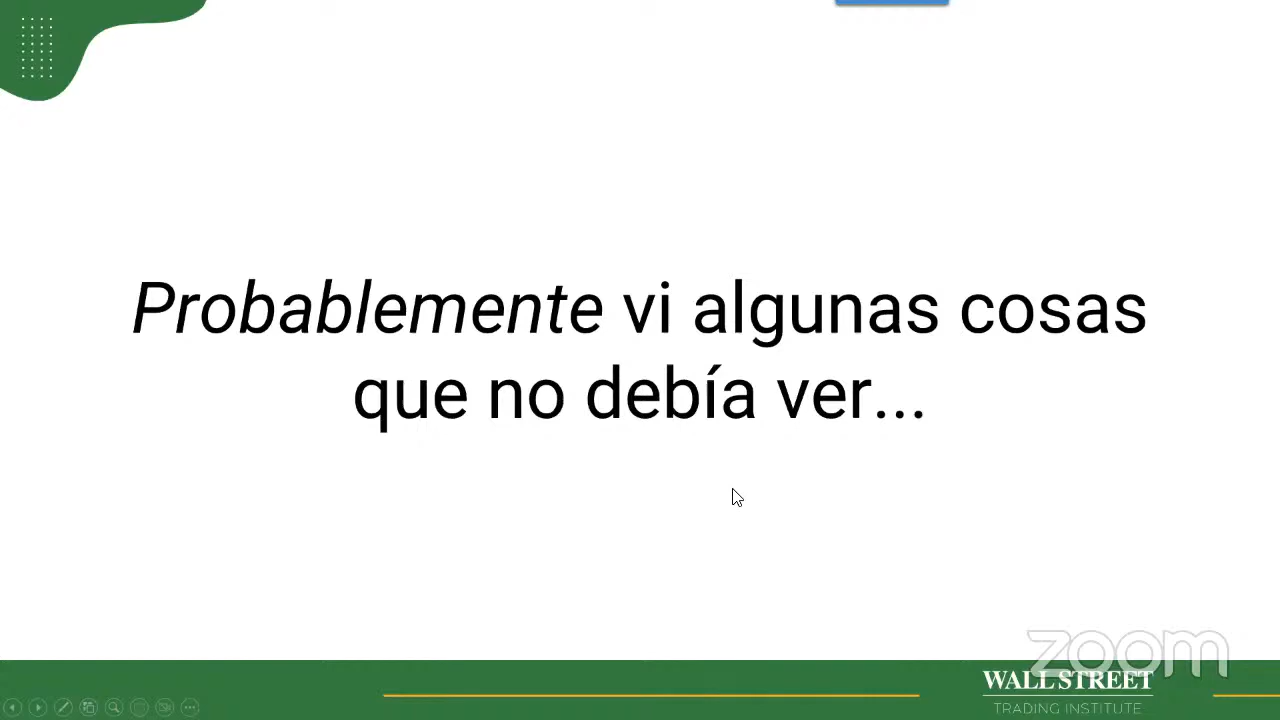 Probablemente vi algunas cosas
que no debía ver...
zoom
WALL STREET
TRADING INSTITUTE